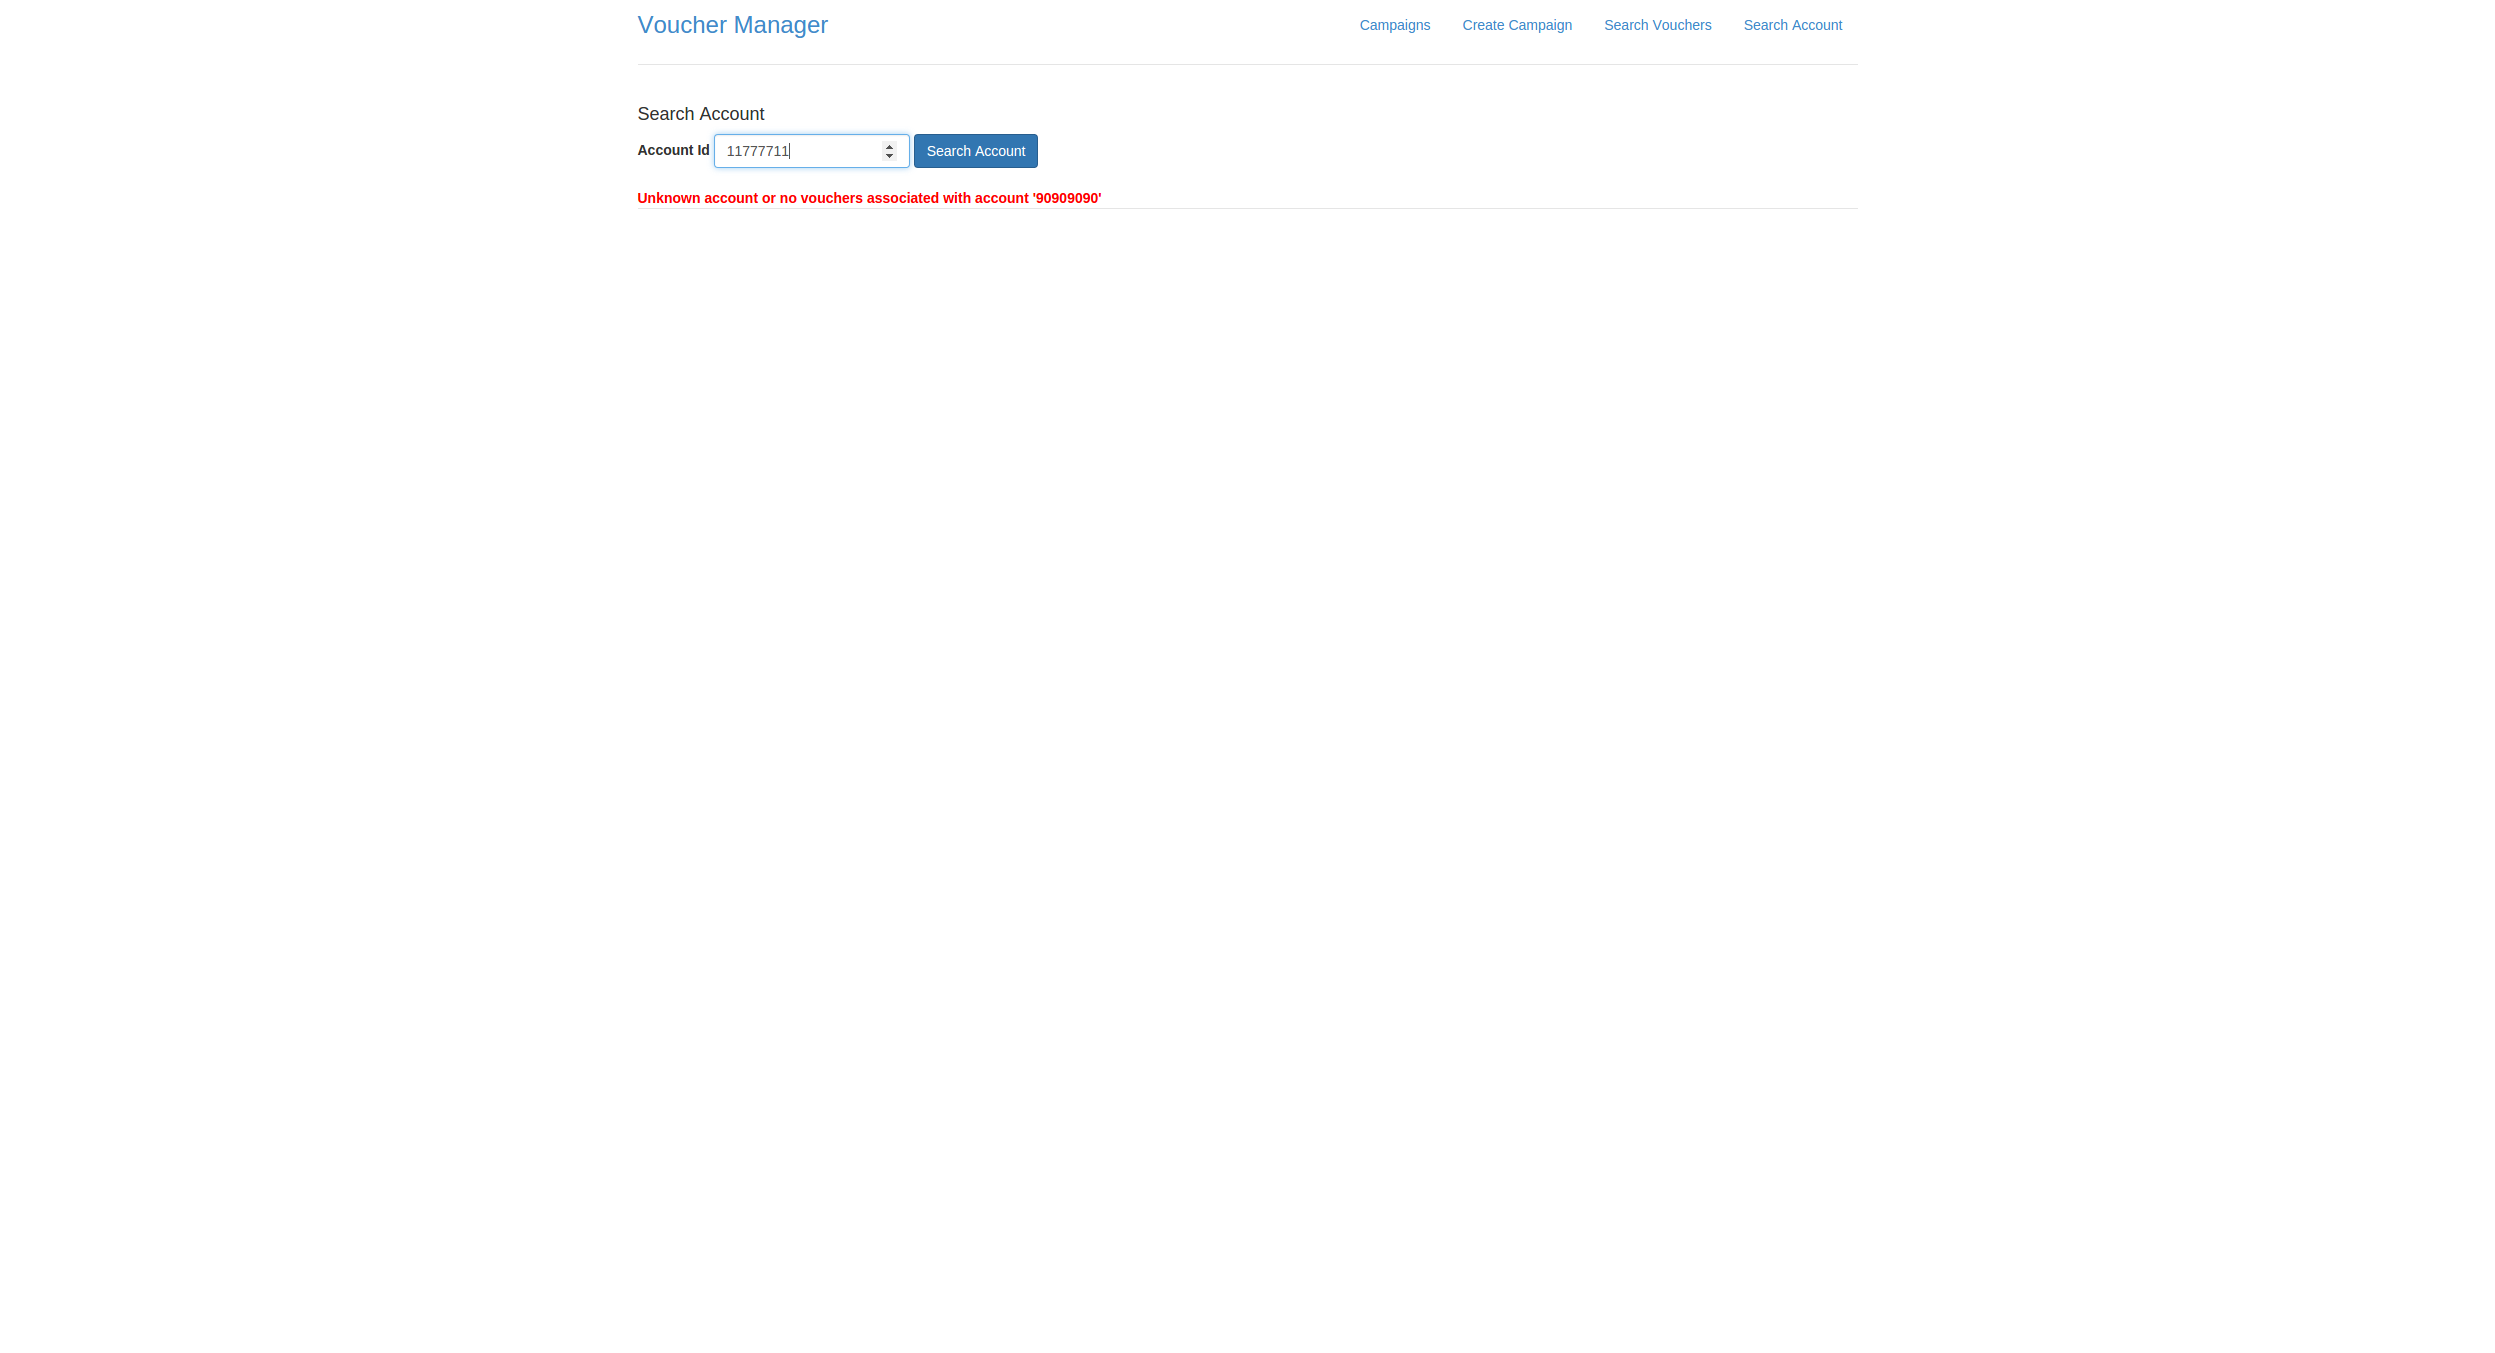 Voucher Manager
Campaigns Create Campaign Search Vouchers Search Account
Search Account
Account Id 11777711 Search Account
Unknown account or no vouchers associated with account '90909090'